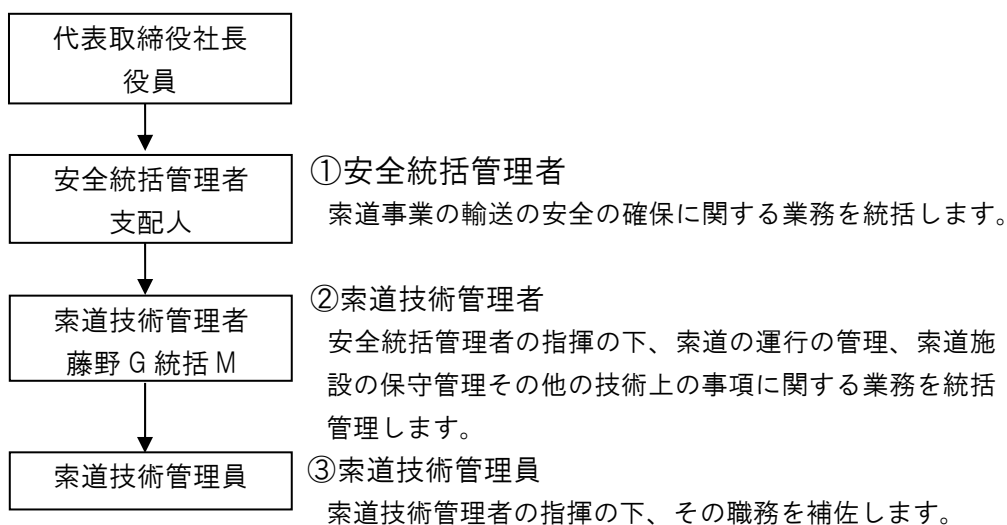 代表取締役社長
役員
安全統括管理者
支配人
①安全統括管理者
索道事業の輸送の安全の確保に関する業務を統括します。
索道技術管理者
藤野 G 統括 M
②索道技術管理者
安全統括管理者の指揮の下、索道の運行の管理、索道施
設の保守管理その他の技術上の事項に関する業務を統括
管理します。
索道技術管理員
③索道技術管理員
索道技術管理者の指揮の下、その職務を補佐します。